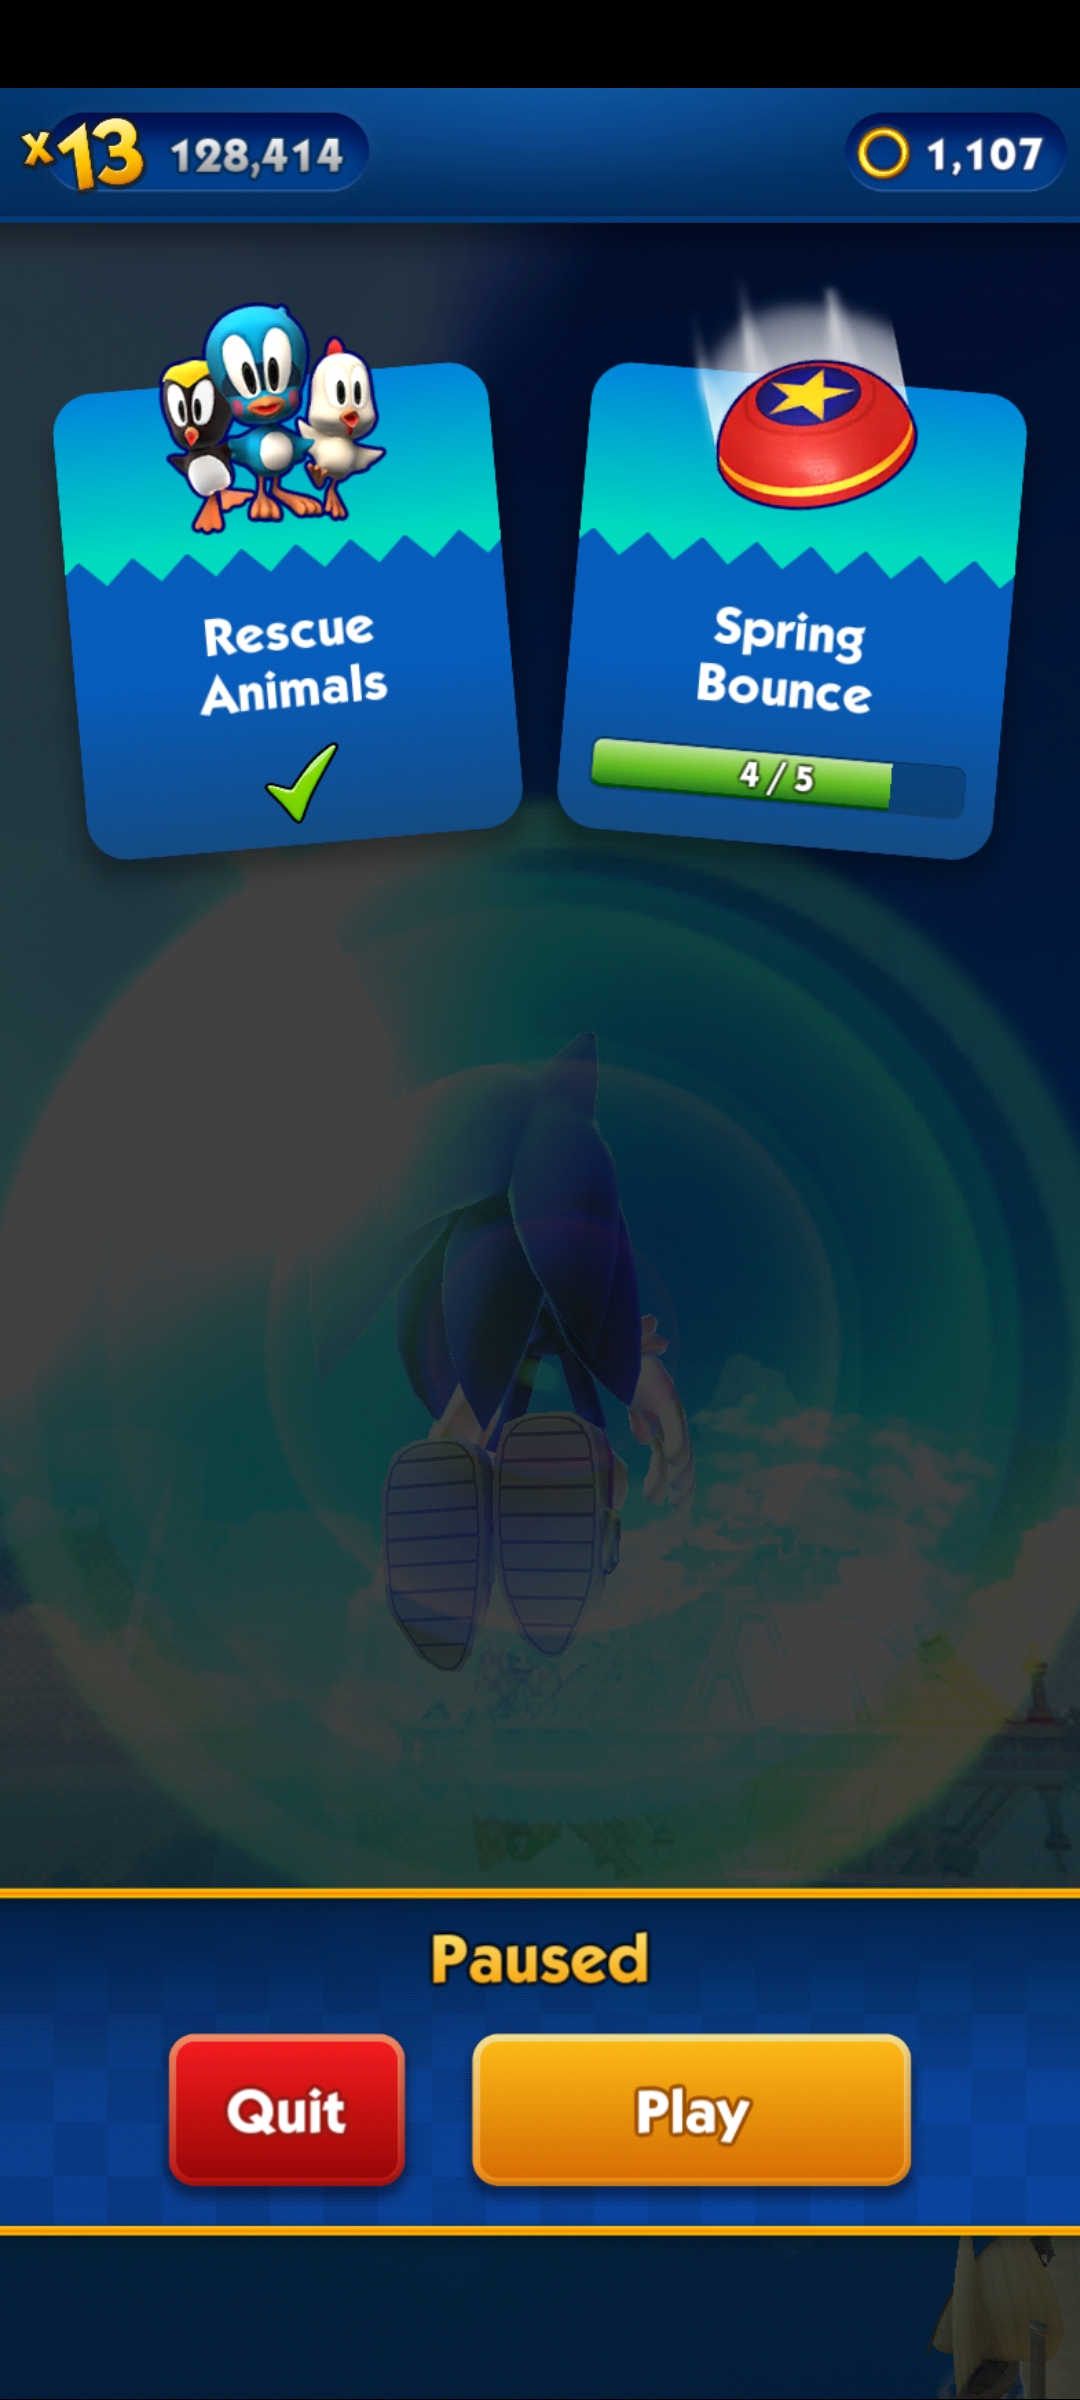 x13 128,414
1,107
Rescue
Animals
Spring
Bounce
4 / 5
Paused
Quit
Play